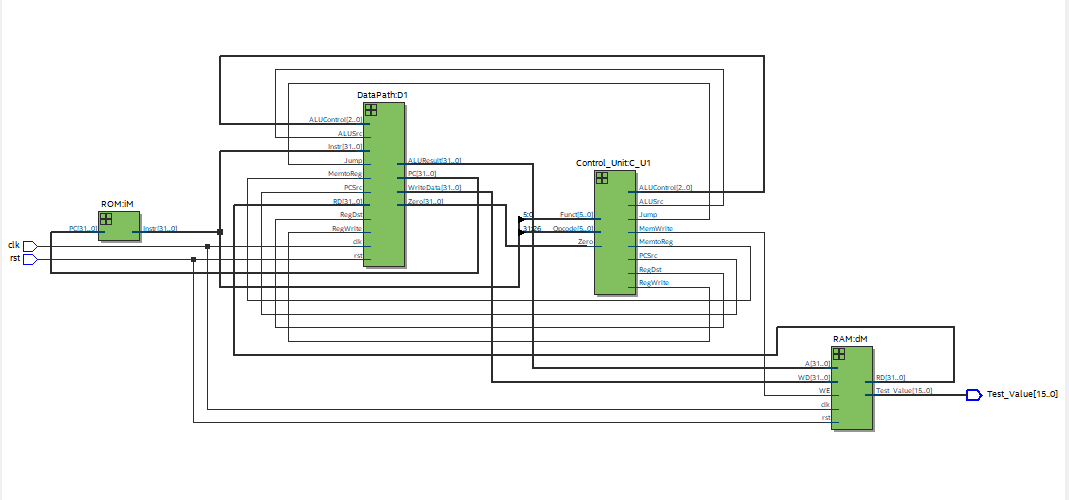 DataPath:D1
ALUControl[2..0]
ALUSrc
Instr[31..0]
Jump
MemtoReg
PCSrc
RD[31..0]
RegDst
RegWrite
clk
rst
ALUResult[31..0]
PC[31..0]
WriteData[31..0]
Zero[31..0]
Control_Unit:C_U1
5:0
Funct[5..0]
31:26
Opcode[5..0]
Zero
ALUControl[2..0]
ALUSrc
Jump
MemWrite
MemtoReg
PCSrc
RegDst
RegWrite
ROM:iM
PC[31..0]
Instr[31..0]
clk
rst
RAM:dM
A[31..0]
WD[31..0]
WE
clk
rst
RD[31..0]
Test_Value[15..0]
Test_Value[15..0]